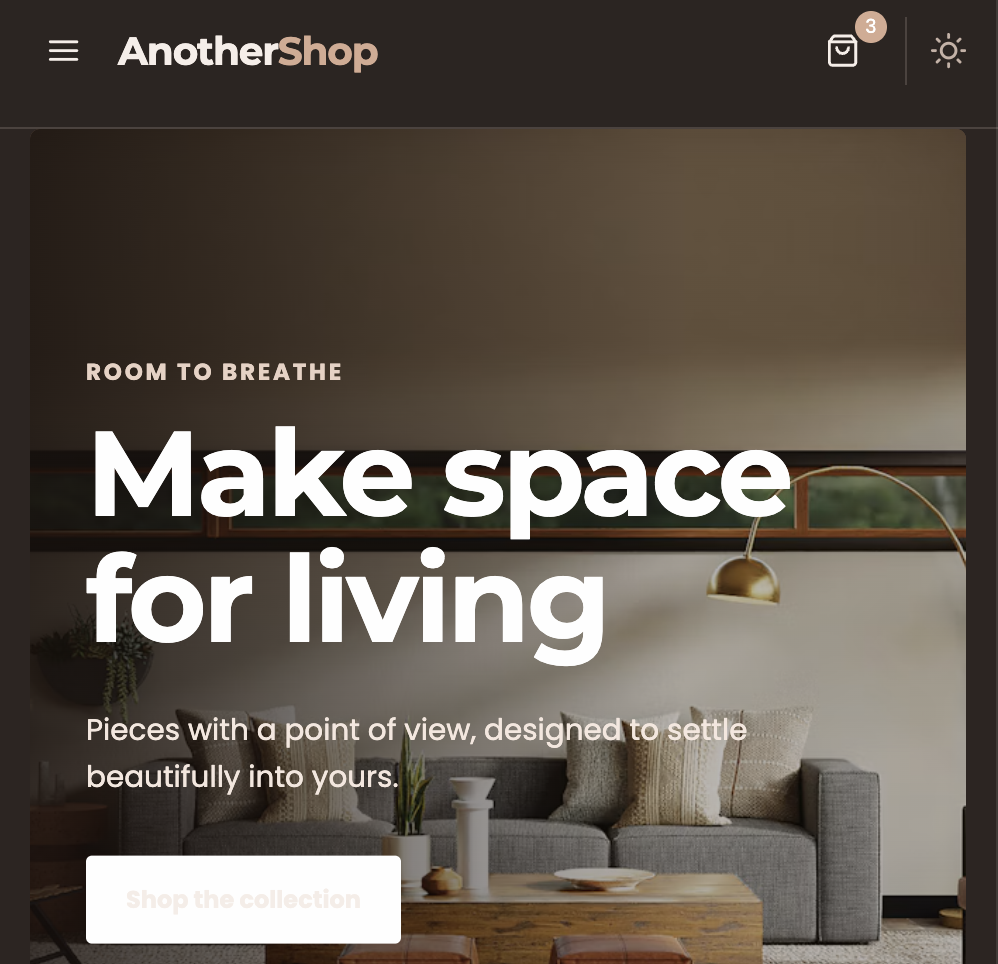 AnotherShop
3
ROOM TO BREATHE
Make space
for living
Pieces with a point of view, designed to settle
beautifully into yours.
Shop the collection